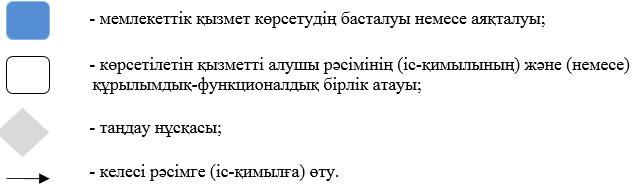 - мемлекеттік қызмет көрсетудің басталуы немесе аяқталуы;
- көрсетілетін қызметті алушы рәсімінің (іс-қимылының) және (немесе)
құрылымдық-функционалдық бірлік атауы;
- таңдау нұсқасы;
- келесі рәсімге (іс-қимылға) өту.